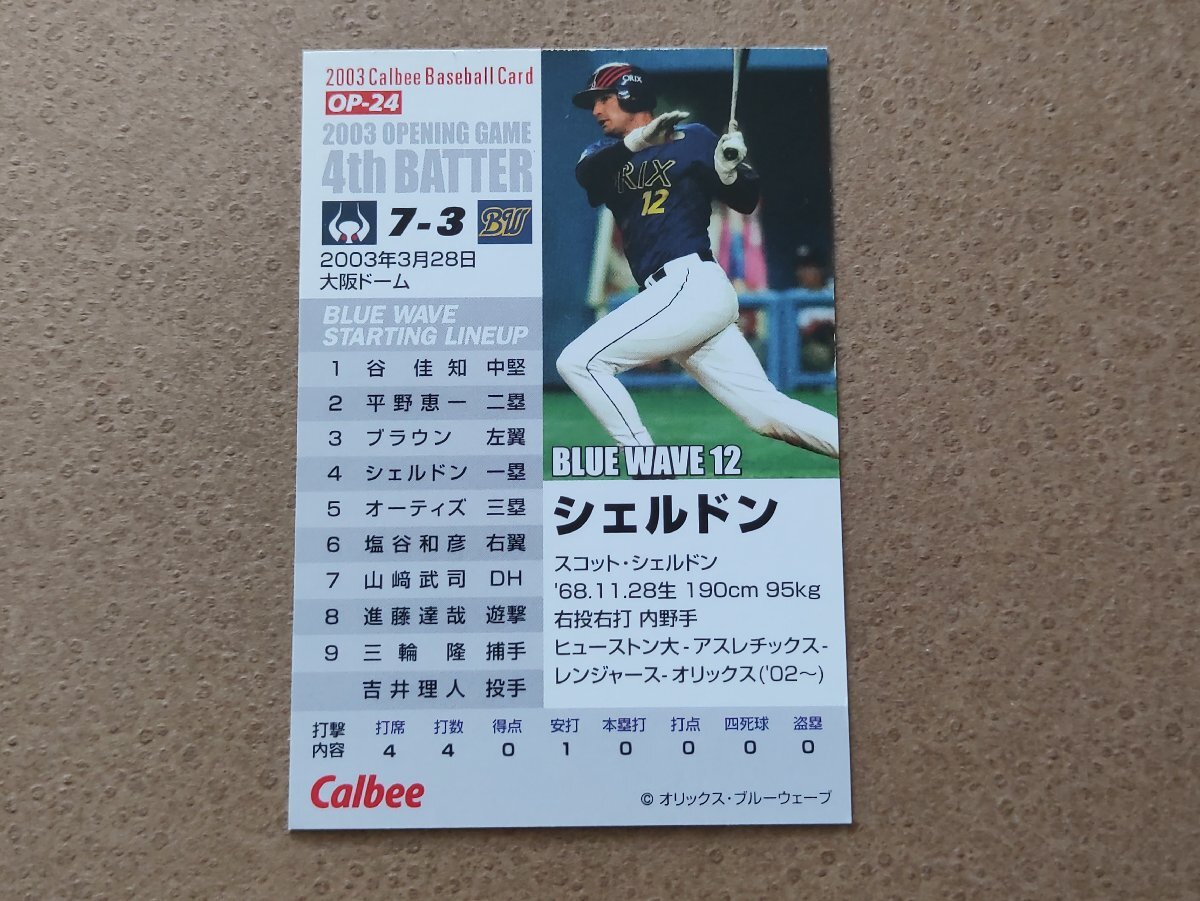 2003 Calbee Baseball Card
OP-24
2003 OPENING GAME
4th BATTER
7-3 BW
2003年3月28日
大阪ドーム
BLUE WAVE
STARTING LINEUP
1 谷 佳知 中堅
2 平野恵一 二塁
3 ブラウン 左翼
4 シェルドン 一塁
5 オーティズ 三塁
6 塩谷和彦 右翼
7 山﨑武司 DH
8 進藤達哉 遊撃
9 三輪 隆 捕手
吉井理人 投手
ORIX
RIX
12
BLUE WAVE 12
シェルドン
スコット・シェルドン
'68.11.28生 190cm 95kg
右投右打 内野手
ヒューストン大-アスレチックス-
レンジャース-オリックス('02〜)
打撃内容 打席 打数 得点 安打 本塁打 打点 四死球 盗塁
4 4 0 1 0 0 0 0
Calbee
© オリックス・ブルーウェーブ